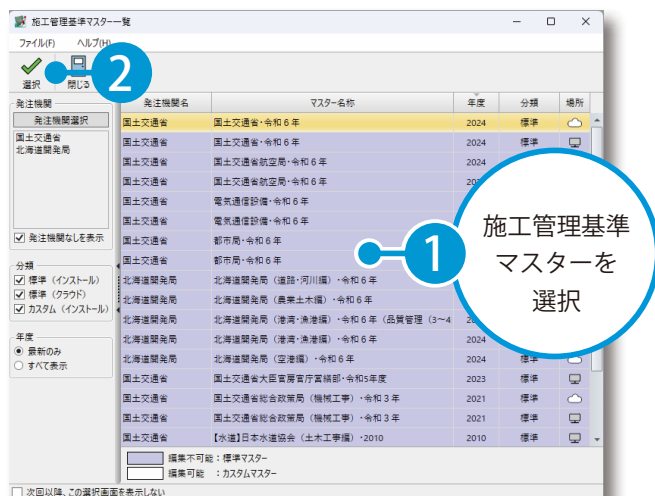 施工管理基準マスター一覧
ファイル(F) ヘルプ(H)
選択 閉じる
2
発注機関
発注機関選択
国土交通省
北海道開発局
発注機関なしを表示
分類
標準（インストール）
標準（クラウド）
カスタム（インストール）
年度
最新のみ
すべて表示
発注機関名 マスター名称 年度 分類 場所
国土交通省 国土交通省･令和６年 2024 標準
国土交通省 国土交通省･令和６年 2024 標準
国土交通省 国土交通省航空局･令和６年 2024
国土交通省 国土交通省航空局･令和６年
国土交通省 電気通信設備･令和６年
国土交通省 電気通信設備･令和６年
国土交通省 都市局･令和６年
国土交通省 都市局･令和６年
北海道開発局 北海道開発局（道路･河川編）･令和６年
北海道開発局 北海道開発局（農業土木編）･令和６年
北海道開発局 北海道開発局（港湾･漁港編）･令和６年（品質管理（3～4
北海道開発局 北海道開発局（港湾･漁港編）･令和６年 2024
北海道開発局 北海道開発局（空港編）･令和６年 2024 標準
国土交通省 国土交通省大臣官房官庁営繕部･令和5年度 2023 標準
国土交通省 国土交通省総合政策局（機械工事）･令和３年 2021 標準
国土交通省 国土交通省総合政策局（機械工事）･令和３年 2021 標準
国土交通省 【水道】日本水道協会（土木工事編）･2010 2010 標準
1
施工管理基準
マスターを
選択
編集不可能：標準マスター
編集可能　：カスタムマスター
次回以降、この選択画面を表示しない